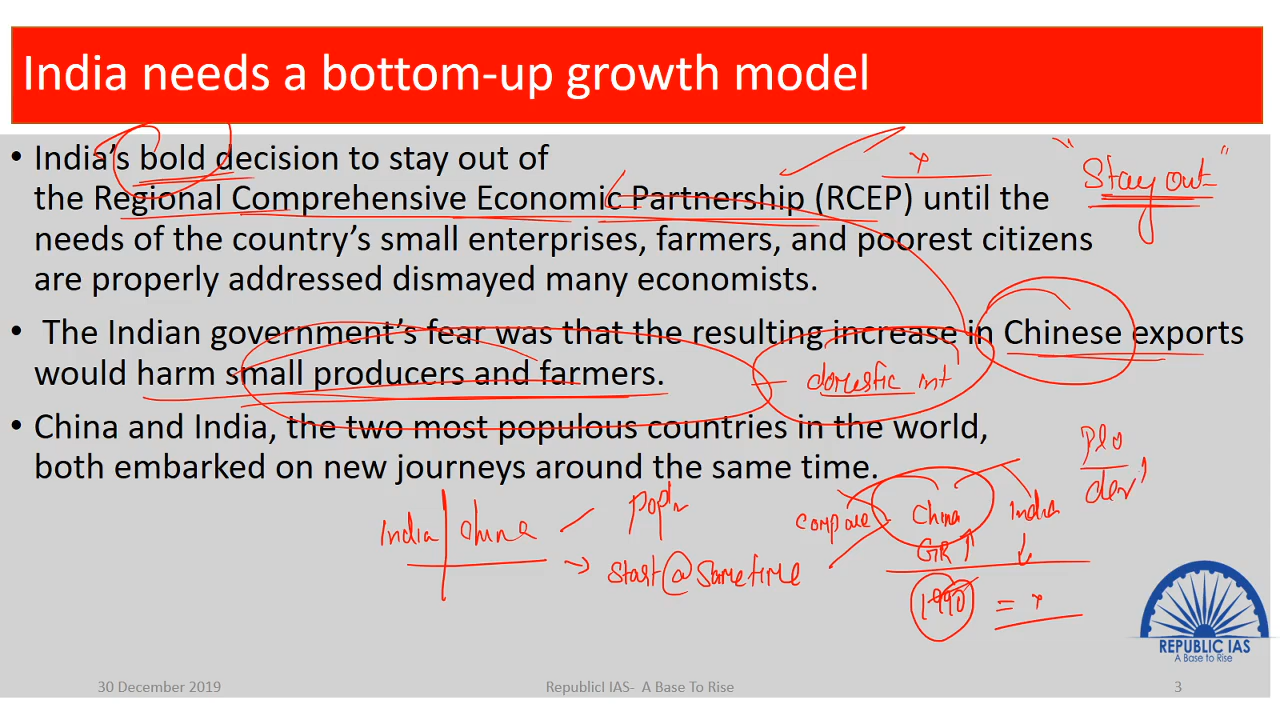 India needs a bottom-up growth model
• India's bold decision to stay out of
the Regional Comprehensive Economic Partnership (RCEP) until the
needs of the country's small enterprises, farmers, and poorest citizens
are properly addressed dismayed many economists.
"Stay out"
• The Indian government's fear was that the resulting increase in Chinese exports
would harm small producers and farmers.
domestic int
• China and India, the two most populous countries in the world,
both embarked on new journeys around the same time.
India China
Popln
Start @ Same time
Compare China India
GR ↑ ↓
1990 = x
REPUBLIC IAS
A Base to Rise
30 December 2019
RepublicI IAS- A Base To Rise
3